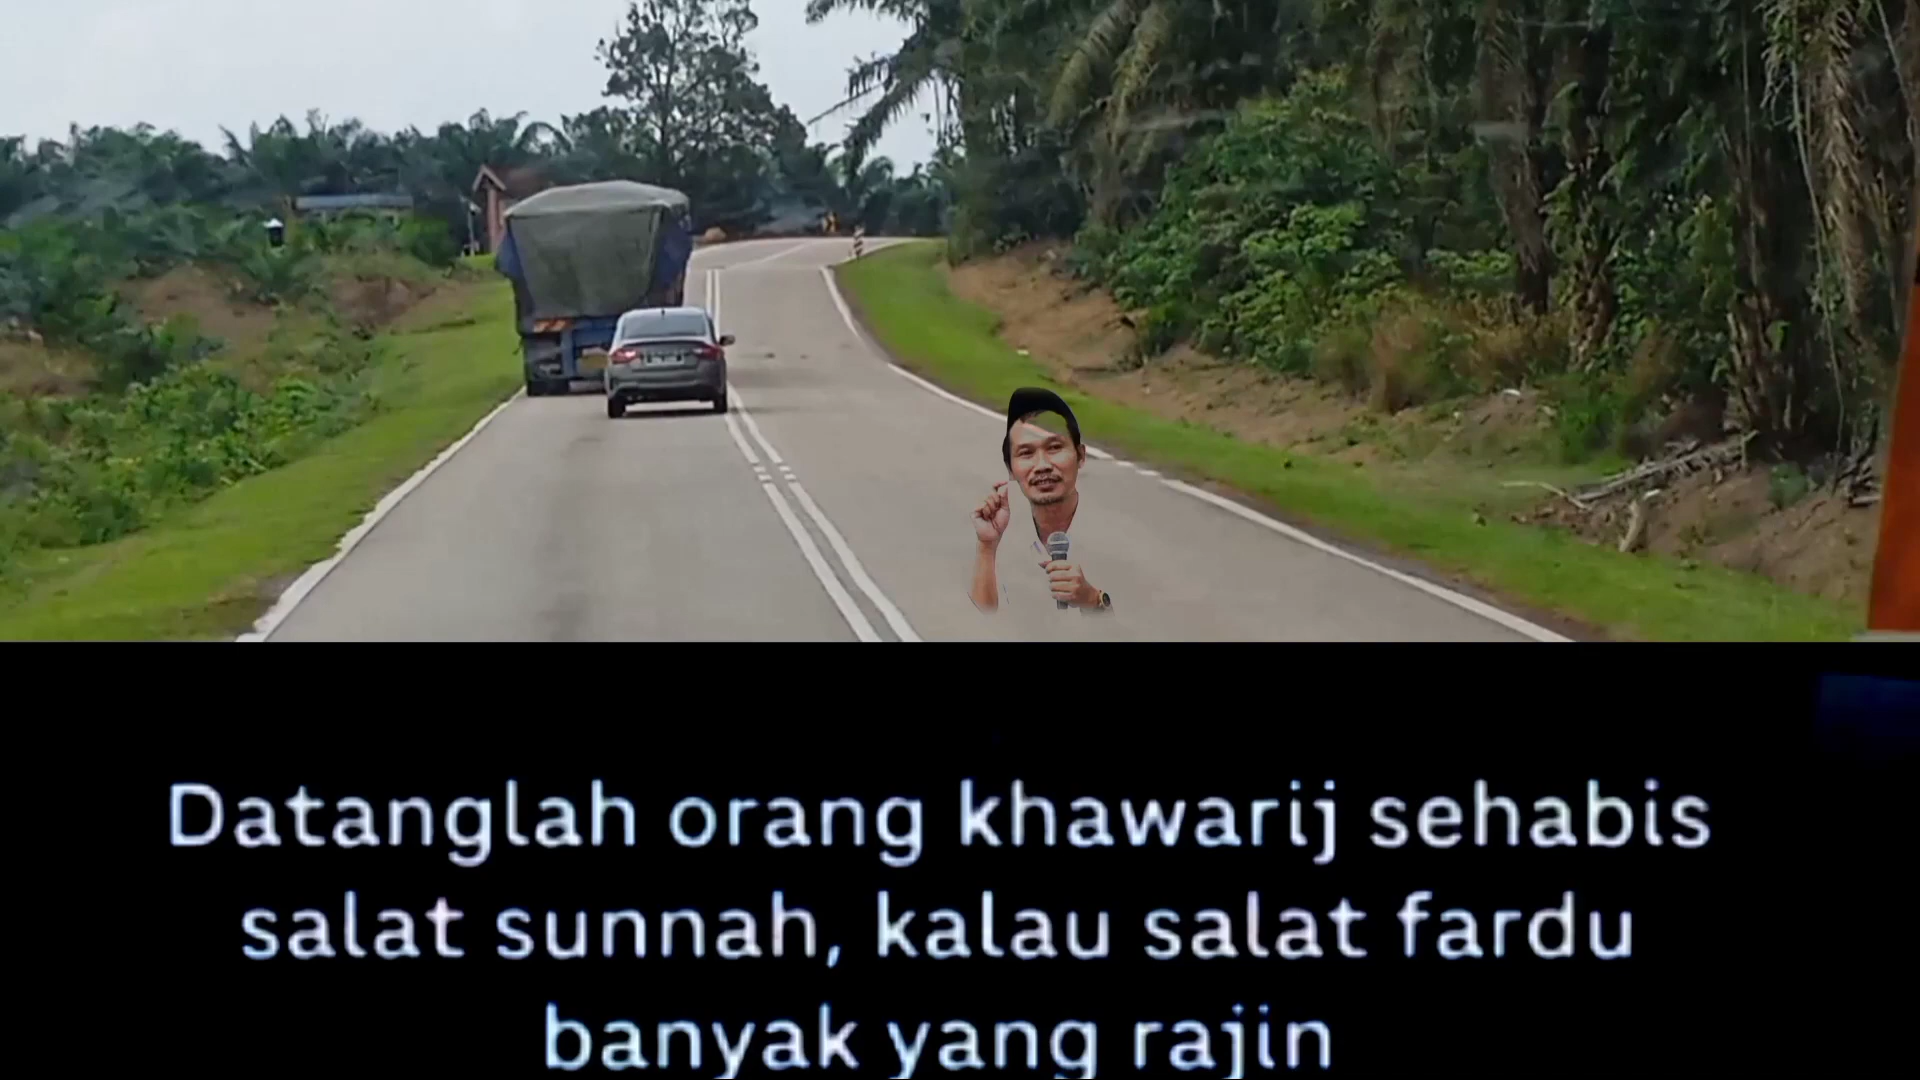 Datanglah orang khawarij sehabis
salat sunnah, kalau salat fardu
banyak yang rajin